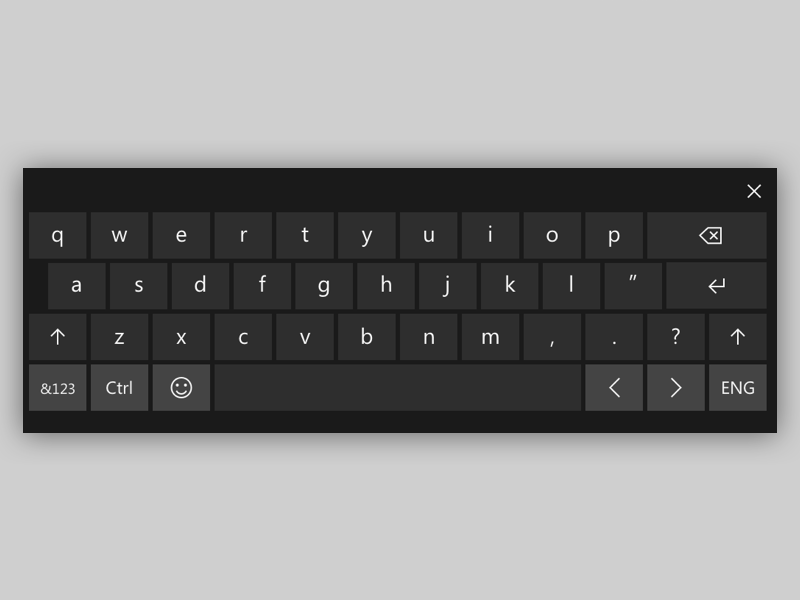 q w e r t y u i o p
a s d f g h j k l ”
z x c v b n m , . ?
&123 Ctrl ENG